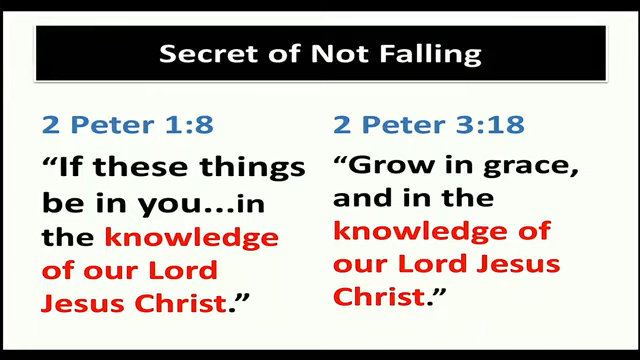 Secret of Not Falling
2 Peter 1:8
“If these things
be in you...in
the knowledge
of our Lord
Jesus Christ.”
2 Peter 3:18
“Grow in grace,
and in the
knowledge of
our Lord Jesus
Christ.”